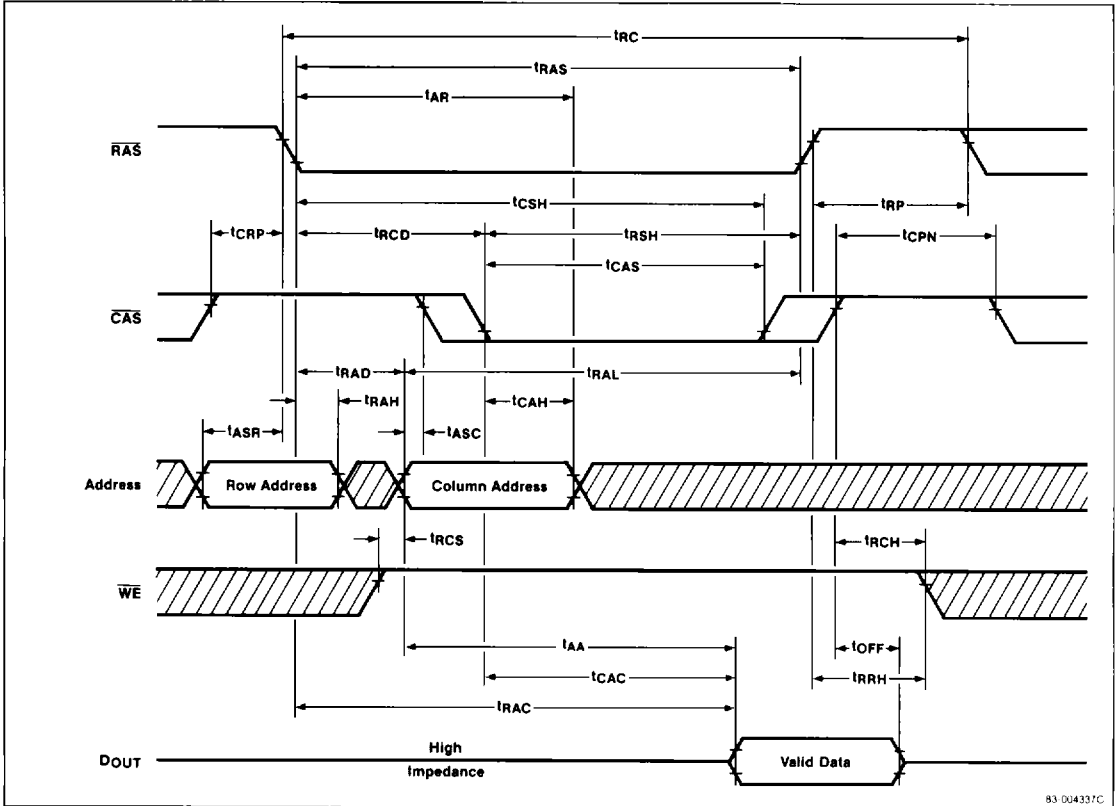 tRC
tRAS
tAR
RAS
tCSH
tRP
tCRP
tRCD
tRSH
tCPN
tCAS
CAS
tRAD
tRAL
tRAH
tCAH
tASR
tASC
Address
Row Address
Column Address
tRCS
tRCH
WE
tAA
tOFF
tCAC
tRRH
tRAC
DOUT
High
Impedance
Valid Data
83-004337C